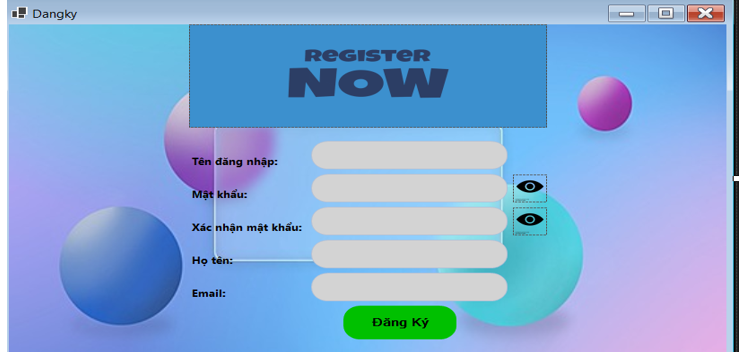 Dangky
REGISTER
NOW
Tên đăng nhập:
Mật khẩu:
Xác nhận mật khẩu:
Họ tên:
Email:
Đăng Ký